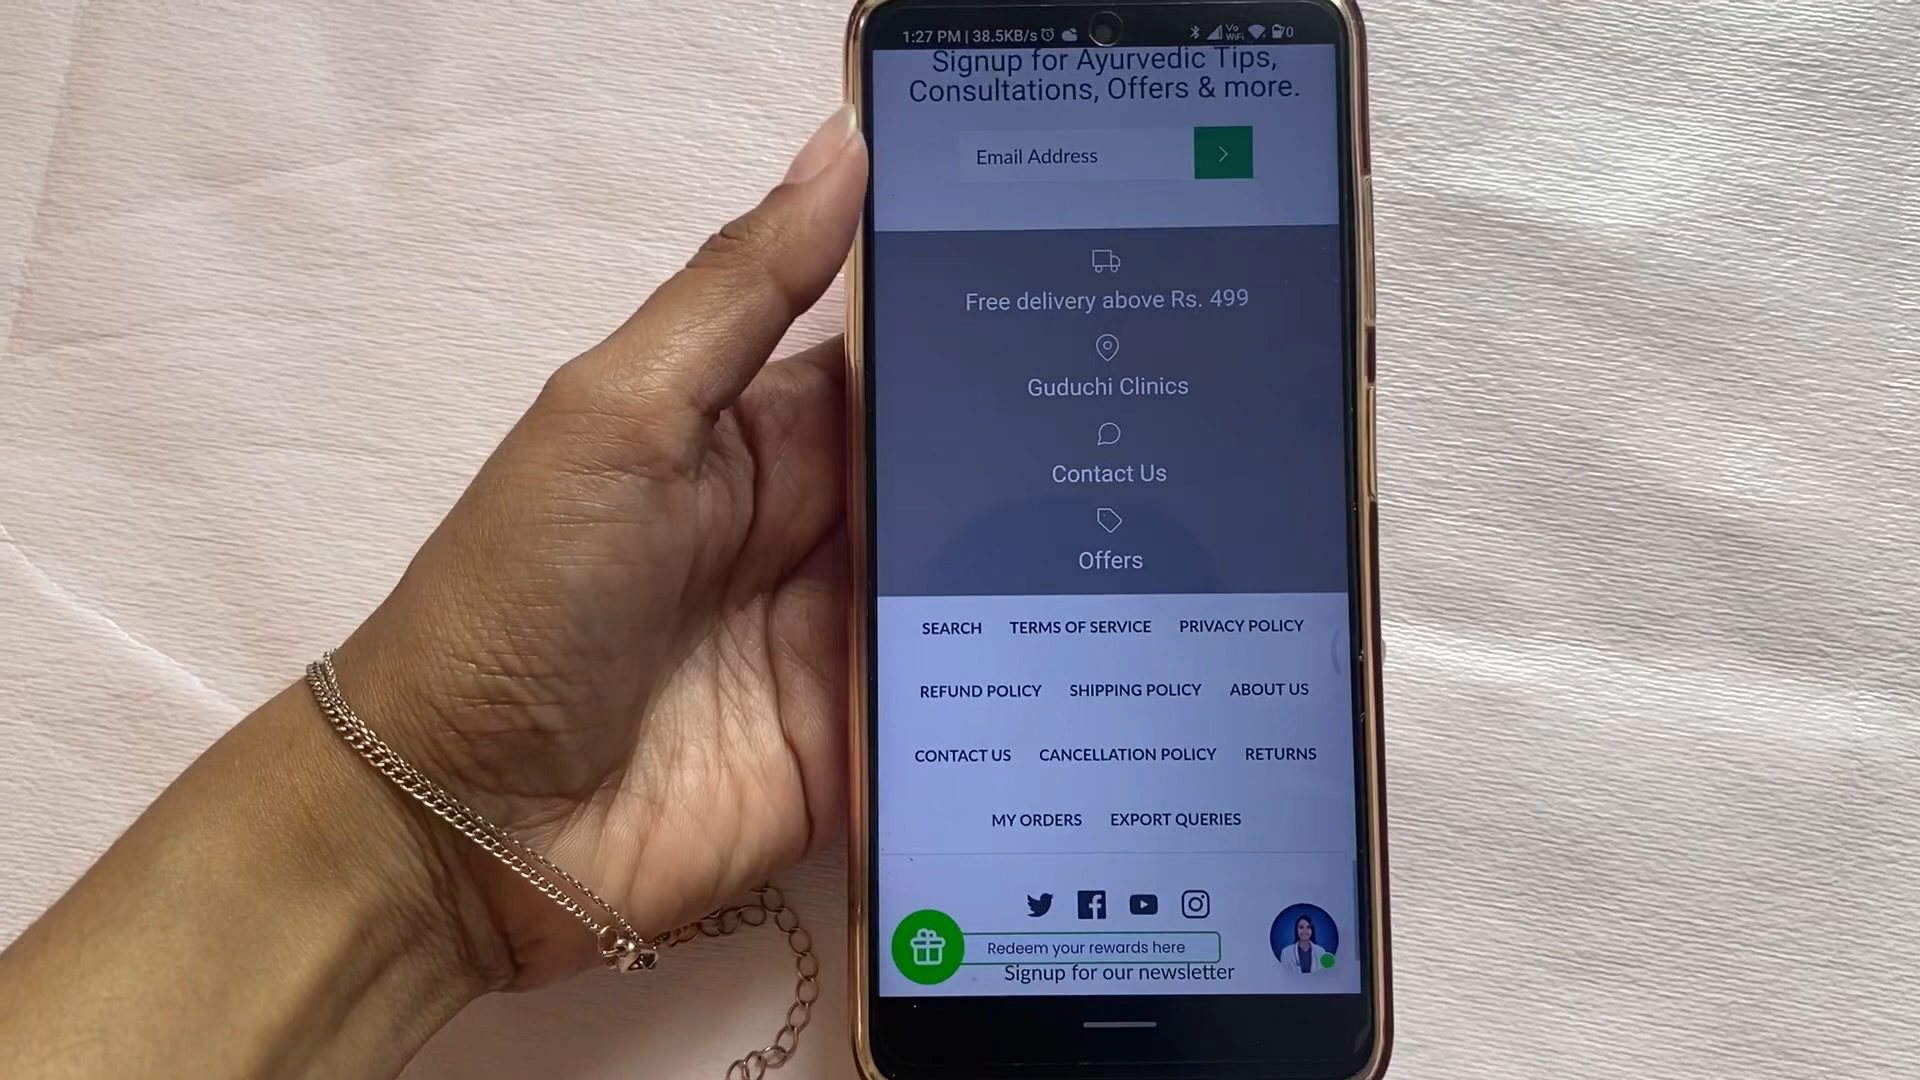 1:27 PM | 38.5KB/s
Vo
WiFi
Signup for Ayurvedic Tips,
Consultations, Offers & more.
Email Address
Free delivery above Rs. 499
Guduchi Clinics
Contact Us
Offers
SEARCH TERMS OF SERVICE PRIVACY POLICY
REFUND POLICY SHIPPING POLICY ABOUT US
CONTACT US CANCELLATION POLICY RETURNS
MY ORDERS EXPORT QUERIES
Redeem your rewards here
Signup for our newsletter